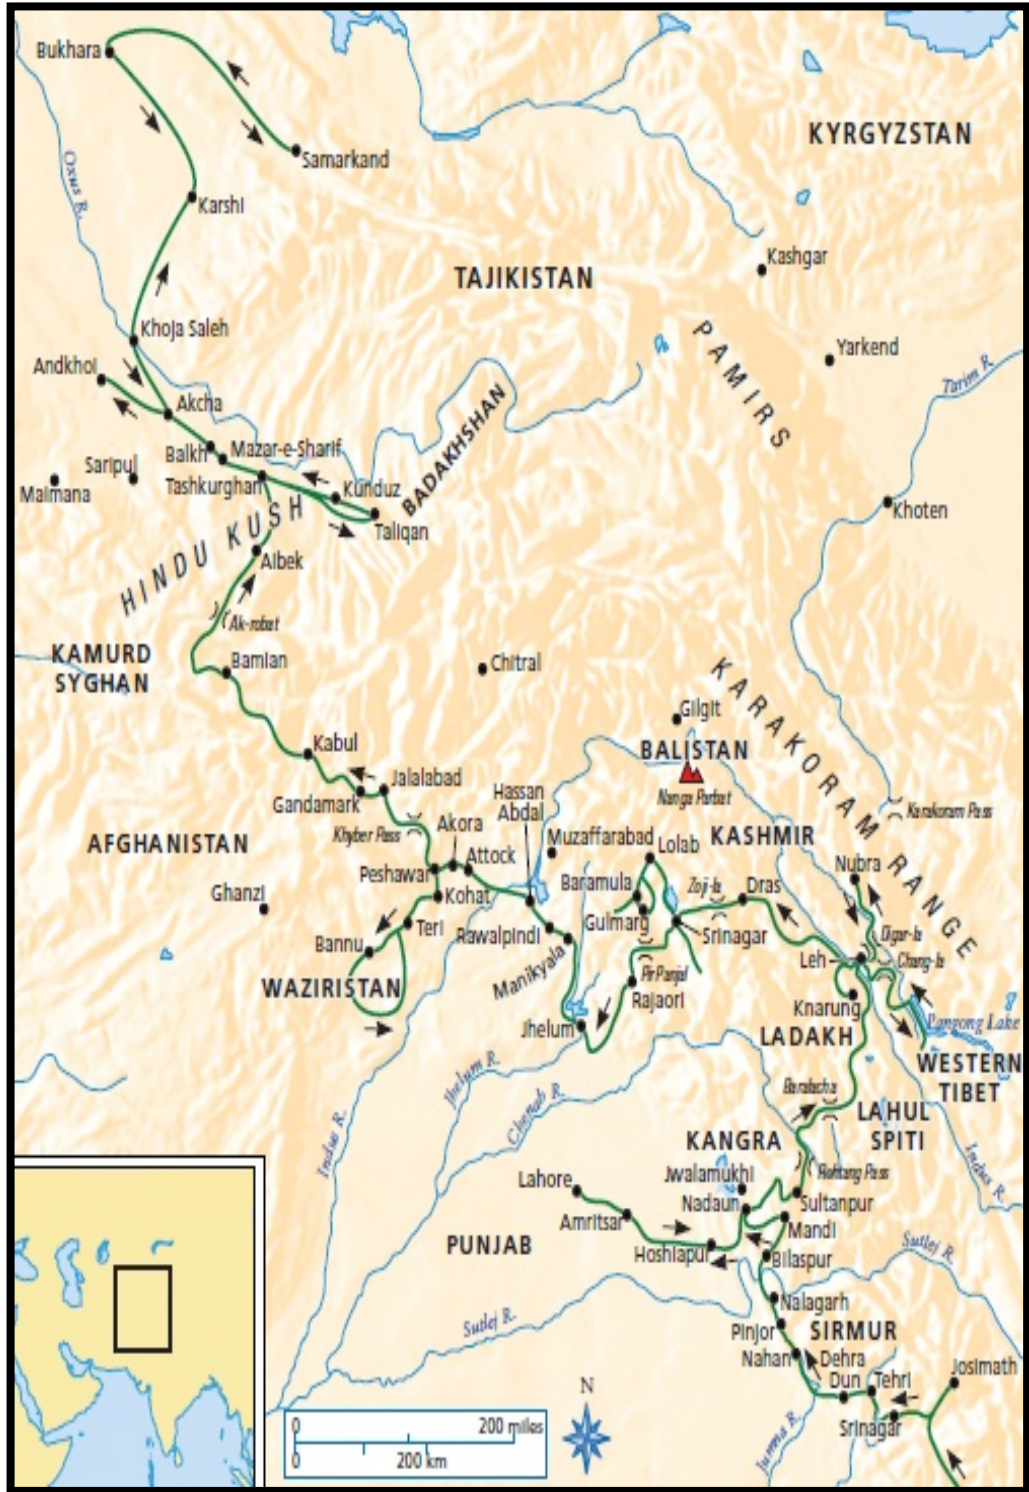 Bukhara
Samarkand
KYRGYZSTAN
Oxus R.
Karshi
Kashgar
TAJIKISTAN
Khoja Saleh
PAMIRS
Yarkend
Andkhoi
Tarim R.
Akcha
BADAKHSHAN
Balkh
Mazar-e-Sharif
Saripul
Maimana
Tashkurghan
Kunduz
Taliqan
Khoten
HINDU KUSH
Aibek
Ak-robat
KAMURD
SYGHAN
Bamian
Chitral
KARAKORAM RANGE
Gilgit
Kabul
BALISTAN
Jalalabad
Gandamark
Hassan
Abdal
Nanga Parbat
Karakoram Pass
Khyber Pass
Akora
Muzaffarabad
Lolab
KASHMIR
AFGHANISTAN
Attock
Nubra
Peshawar
Baramula
Zoji-la
Dras
Ghanzi
Kohat
Gulmarg
Teri
Rawalpindi
Srinagar
Digar-la
Bannu
Leh
Chang-la
Manikyala
Pir Panjal
WAZIRISTAN
Rajaori
Knarung
Jhelum
LADAKH
Pangong Lake
WESTERN
TIBET
Jhelum R.
Baralacha
Chenab R.
LAHUL
SPITI
Indus R.
KANGRA
Indus R.
Rohtang Pass
Lahore
Jwalamukhi
Nadaun
Sultanpur
Amritsar
Mandi
PUNJAB
Hoshiapur
Bilaspur
Sutlej R.
Nalagarh
Sutlej R.
Pinjor
SIRMUR
Nahan
Dehra
Dun
Tehri
Josimath
Srinagar
Jumna R.
N
0 200 miles
0 200 km